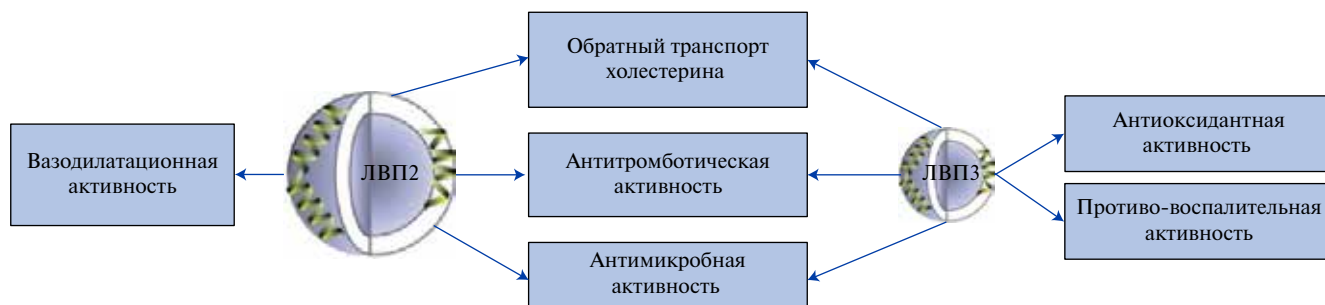 Обратный транспорт
холестерина
Вазодилатационная
активность
ЛВП2
Антитромботическая
активность
ЛВП3
Антиоксидантная
активность
Противо-воспалительная
активность
Антимикробная
активность